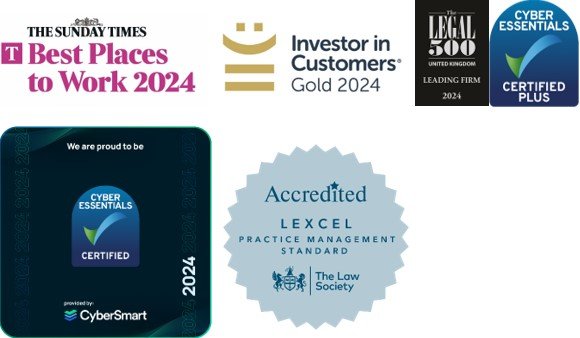 THE SUNDAY TIMES
T Best Places
to Work 2024
Investor in
Customers®
Gold 2024
The
LEGAL
500
UNITED KINGDOM
LEADING FIRM
2024
CYBER
ESSENTIALS
CERTIFIED
PLUS
We are proud to be
CYBER
ESSENTIALS
CERTIFIED
2024
provided by:
CyberSmart
Accredited
LEXCEL
PRACTICE MANAGEMENT
STANDARD
The Law
Society